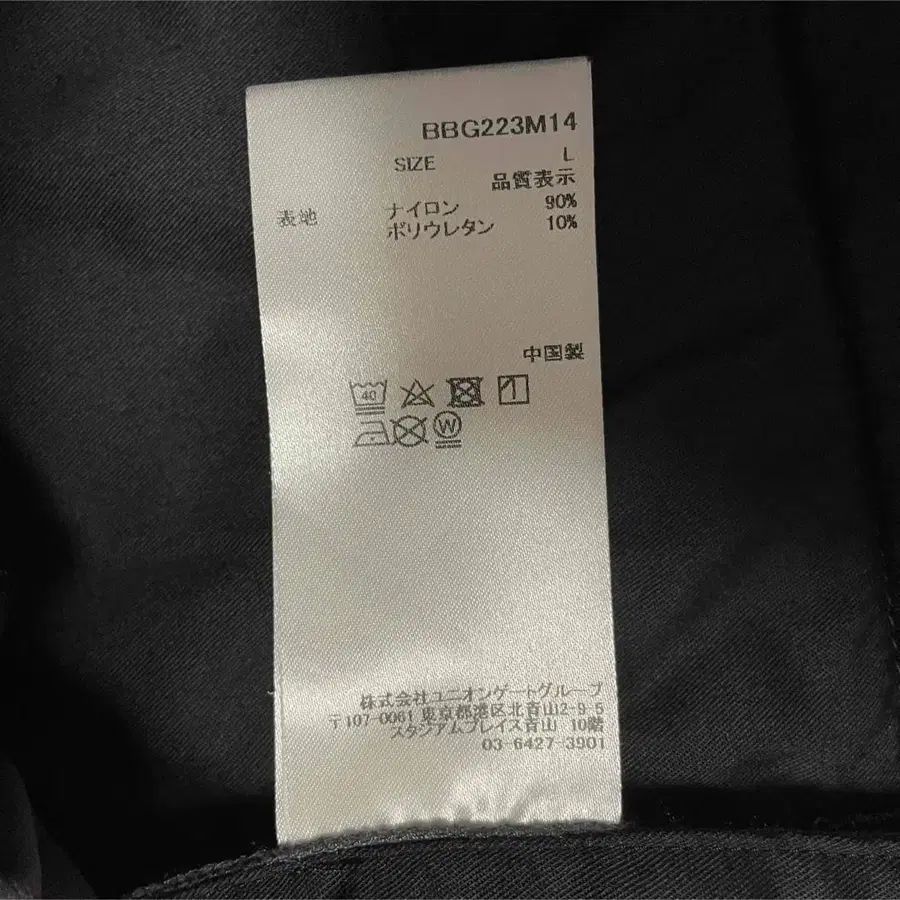 BBG223M14
SIZE L
品質表示
表地 ナイロン 90%
ポリウレタン 10%
中国製
40
W
株式会社ユニオンゲートグループ
〒107-0061 東京都港区北青山2-9-5
スタジアムプレイス青山 10階
03-6427-3901